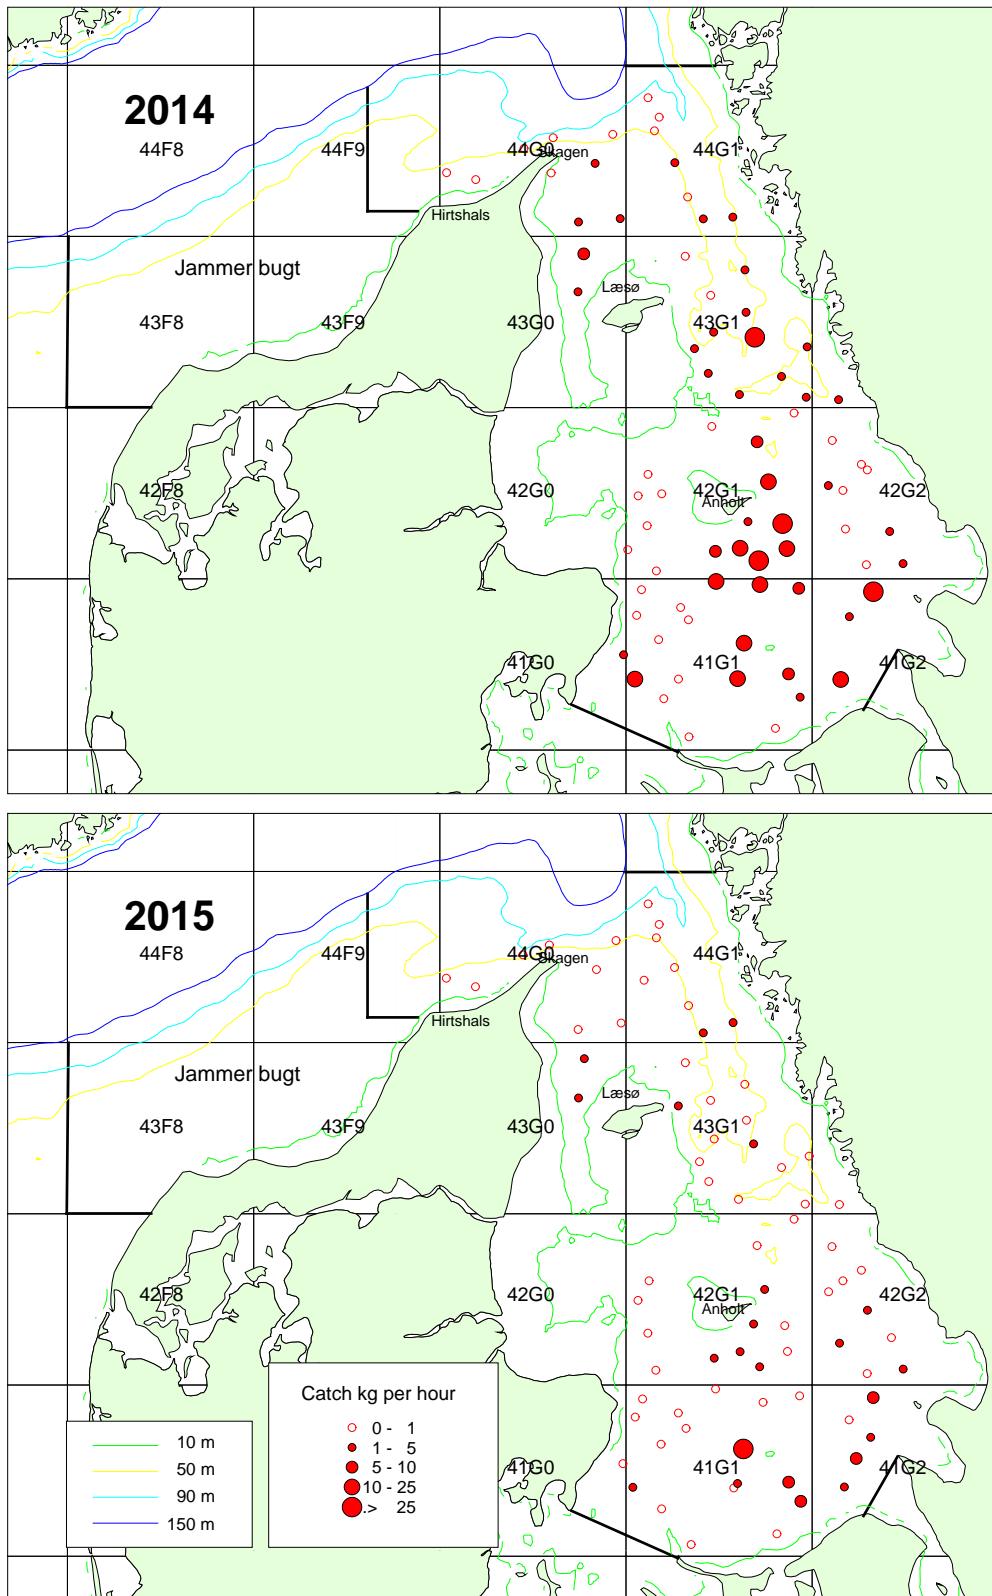 2014
44F8
44F9
44G0
44G1
Skagen
Hirtshals
Jammer bugt
Læsø
43F8
43F9
43G0
43G1
42F8
42G0
42G1
42G2
Anholt
41G0
41G1
41G2
2015
44F8
44F9
44G0
44G1
Skagen
Hirtshals
Jammer bugt
Læsø
43F8
43F9
43G0
43G1
42F8
42G0
42G1
42G2
Anholt
41G0
41G1
41G2
Catch kg per hour
0 - 1
1 - 5
5 - 10
10 - 25
.> 25
10 m
50 m
90 m
150 m